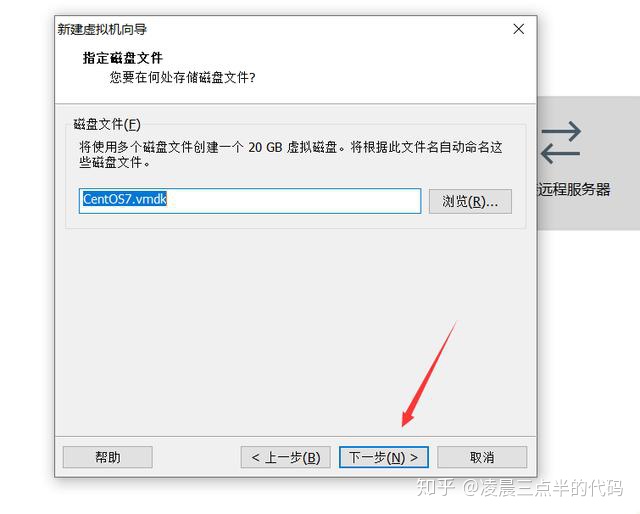 新建虚拟机向导
指定磁盘文件
您要在何处存储磁盘文件?
磁盘文件(F)
将使用多个磁盘文件创建一个 20 GB 虚拟磁盘。将根据此文件名自动命名这
些磁盘文件。
CentOS7.vmdk
浏览(R)...
远程服务器
帮助
< 上一步(B)
下一步(N) >
取消
知乎 @凌晨三点半的代码